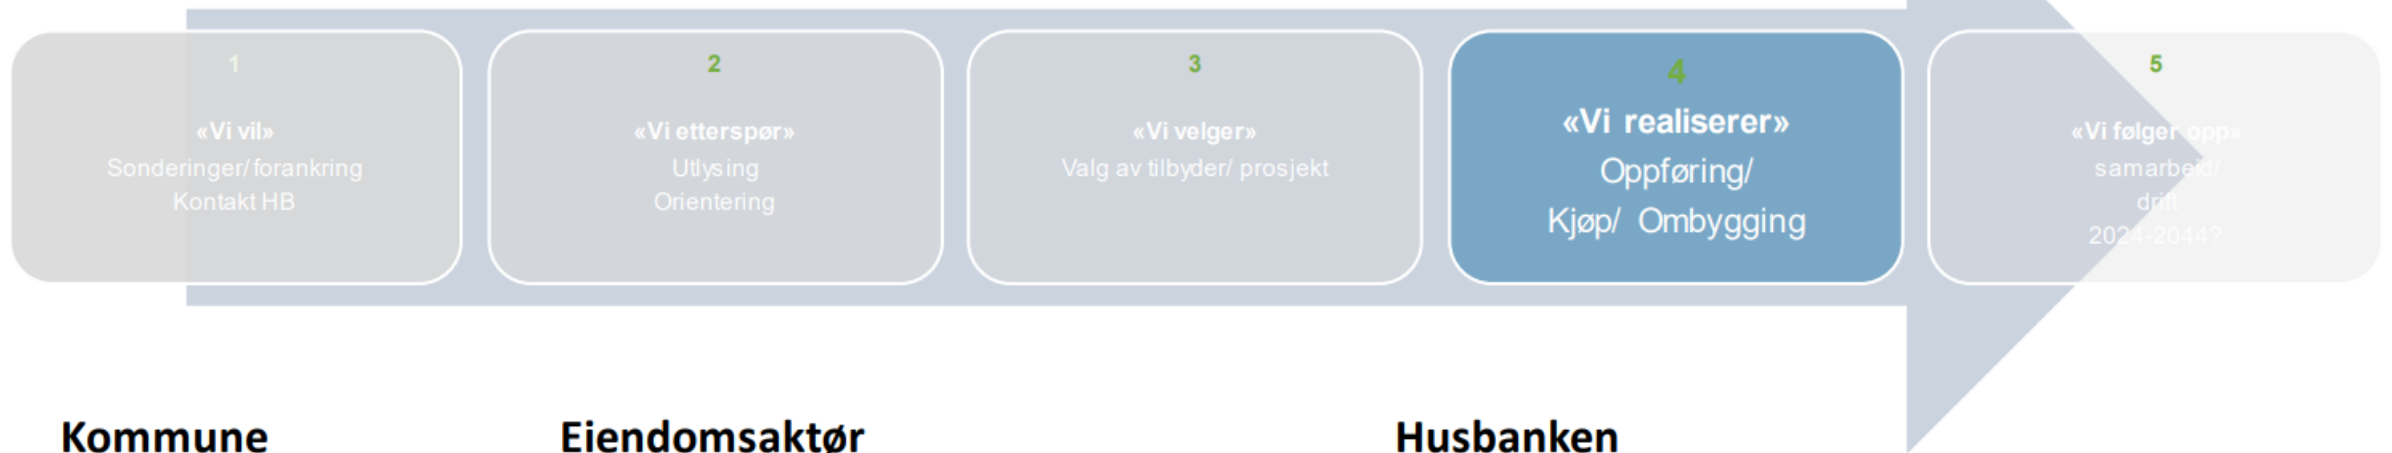 1
«Vi vil»
Sonderinger/forankring
Kontakt HB
2
«Vi etterspør»
Utlysing
Orientering
3
«Vi velger»
Valg av tilbyder/ prosjekt
4
«Vi realiserer»
Oppføring/
Kjøp/ Ombygging
5
«Vi følger opp»
samarbeid/
drift
2024-2044?
Kommune
Eiendomsaktør
Husbanken